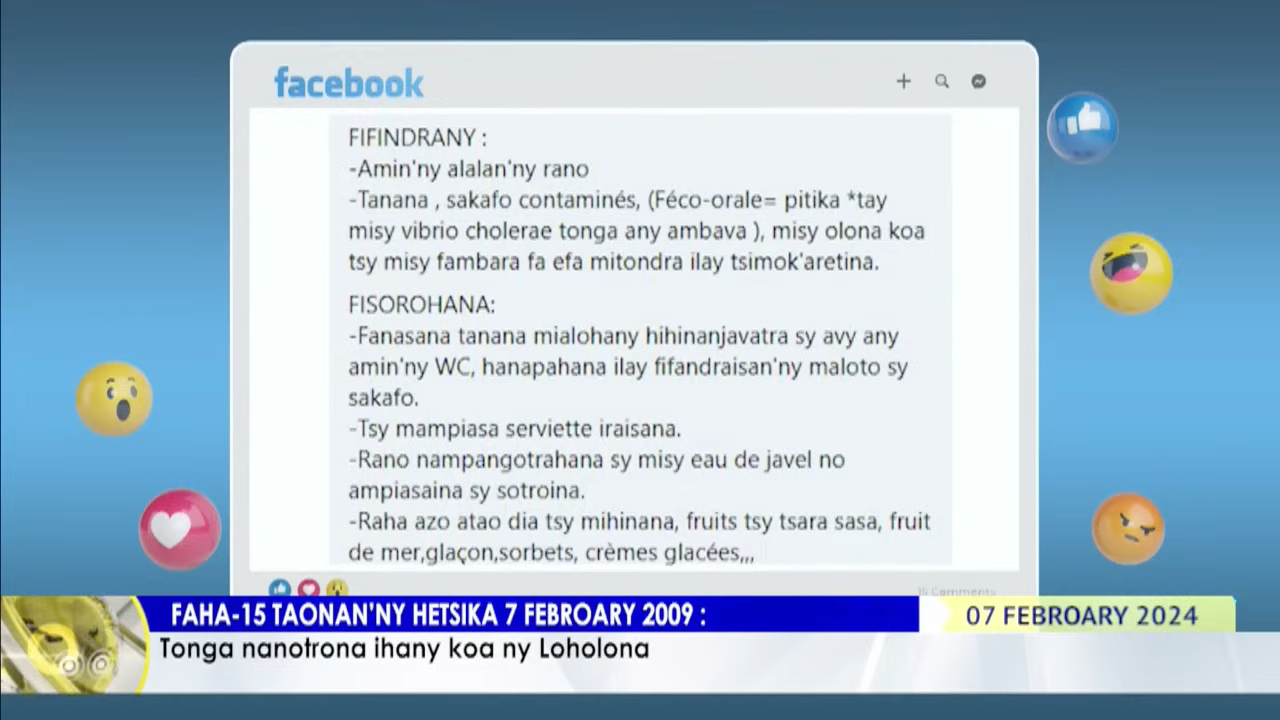 facebook
FIFINDRANY :
-Amin'ny alalan'ny rano
-Tanana , sakafo contaminés, (Féco-orale= pitika *tay
misy vibrio cholerae tonga any ambava ), misy olona koa
tsy misy fambara fa efa mitondra ilay tsimok'aretina.
FISOROHANA:
-Fanasana tanana mialohany hihinanjavatra sy avy any
amin'ny WC, hanapahana ilay fifandraisan'ny maloto sy
sakafo.
-Tsy mampiasa serviette iraisana.
-Rano nampangotrahana sy misy eau de javel no
ampiasaina sy sotroina.
-Raha azo atao dia tsy mihinana, fruits tsy tsara sasa, fruit
de mer,glaçon,sorbets, crèmes glacées,,,
Comments
FAHA-15 TAONAN'NY HETSIKA 7 FEBROARY 2009 :
07 FEBROARY 2024
Tonga nanotrona ihany koa ny Loholona